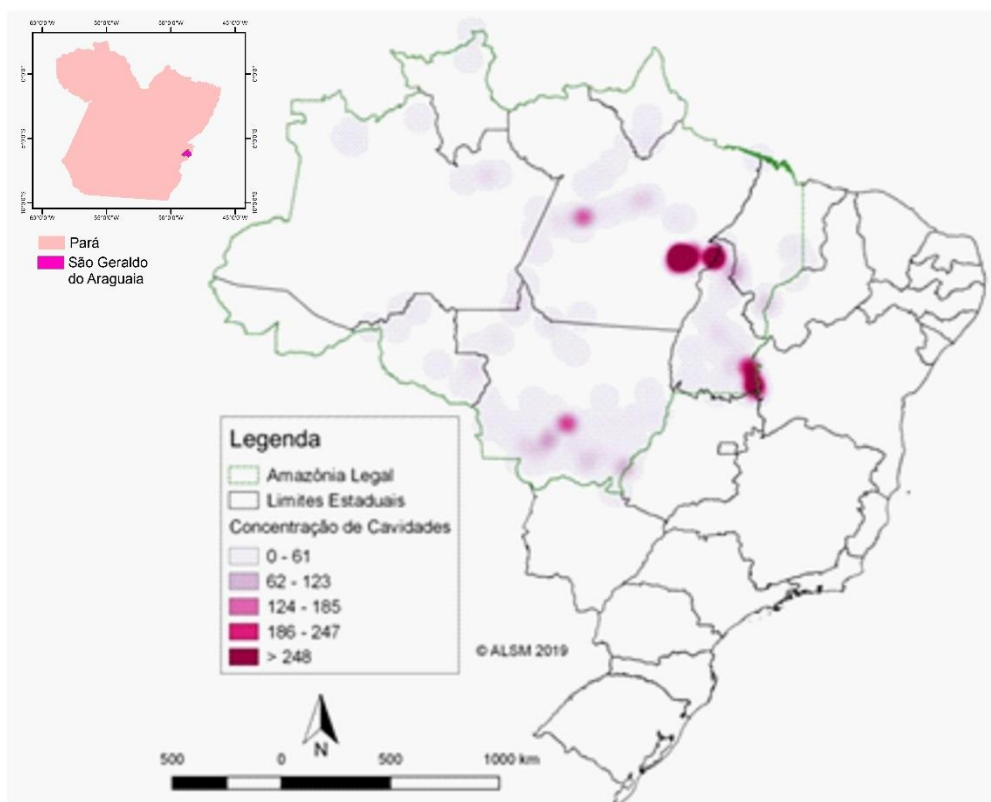 Pará
São Geraldo
do Araguaia
Legenda
Amazônia Legal
Limites Estaduais
Concentração de Cavidades
0 - 61
62 - 123
124 - 185
186 - 247
> 248
© ALSM 2019
N
500 0 500 1000 km